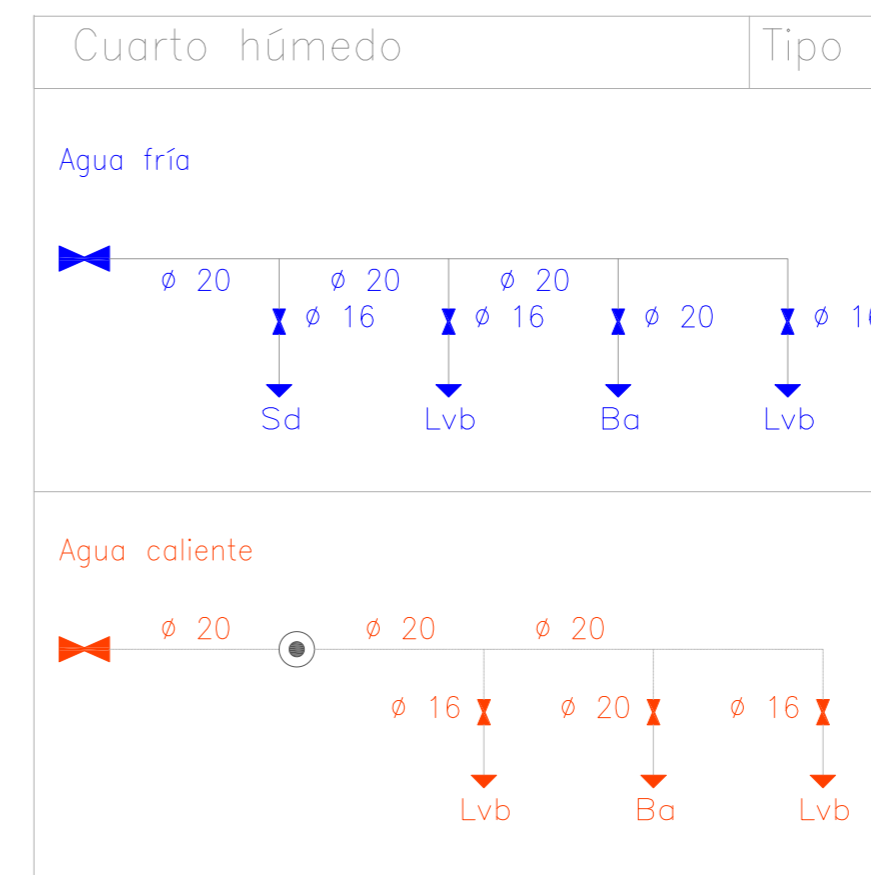 Cuarto húmedo Tipo
Agua fría
ø 20 ø 20 ø 20
ø 16 ø 16 ø 20 ø 16
Sd Lvb Ba Lvb
Agua caliente
ø 20 ø 20 ø 20
ø 16 ø 20 ø 16
Lvb Ba Lvb